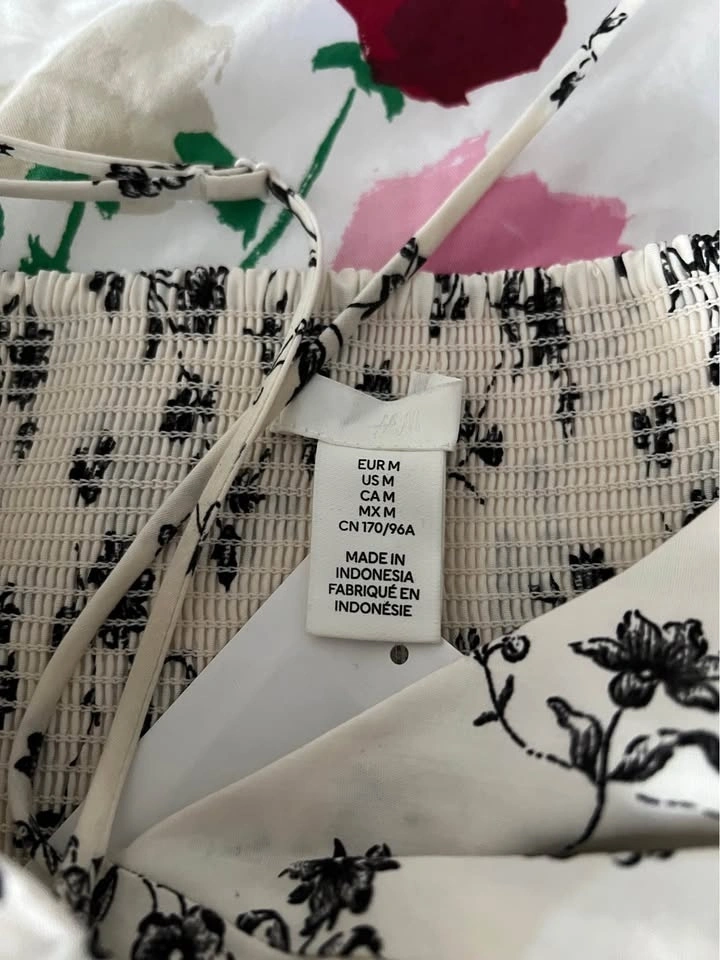 H&M
EUR M
US M
CA M
MX M
CN 170/96A
MADE IN
INDONESIA
FABRIQUÉ EN
INDONÉSIE